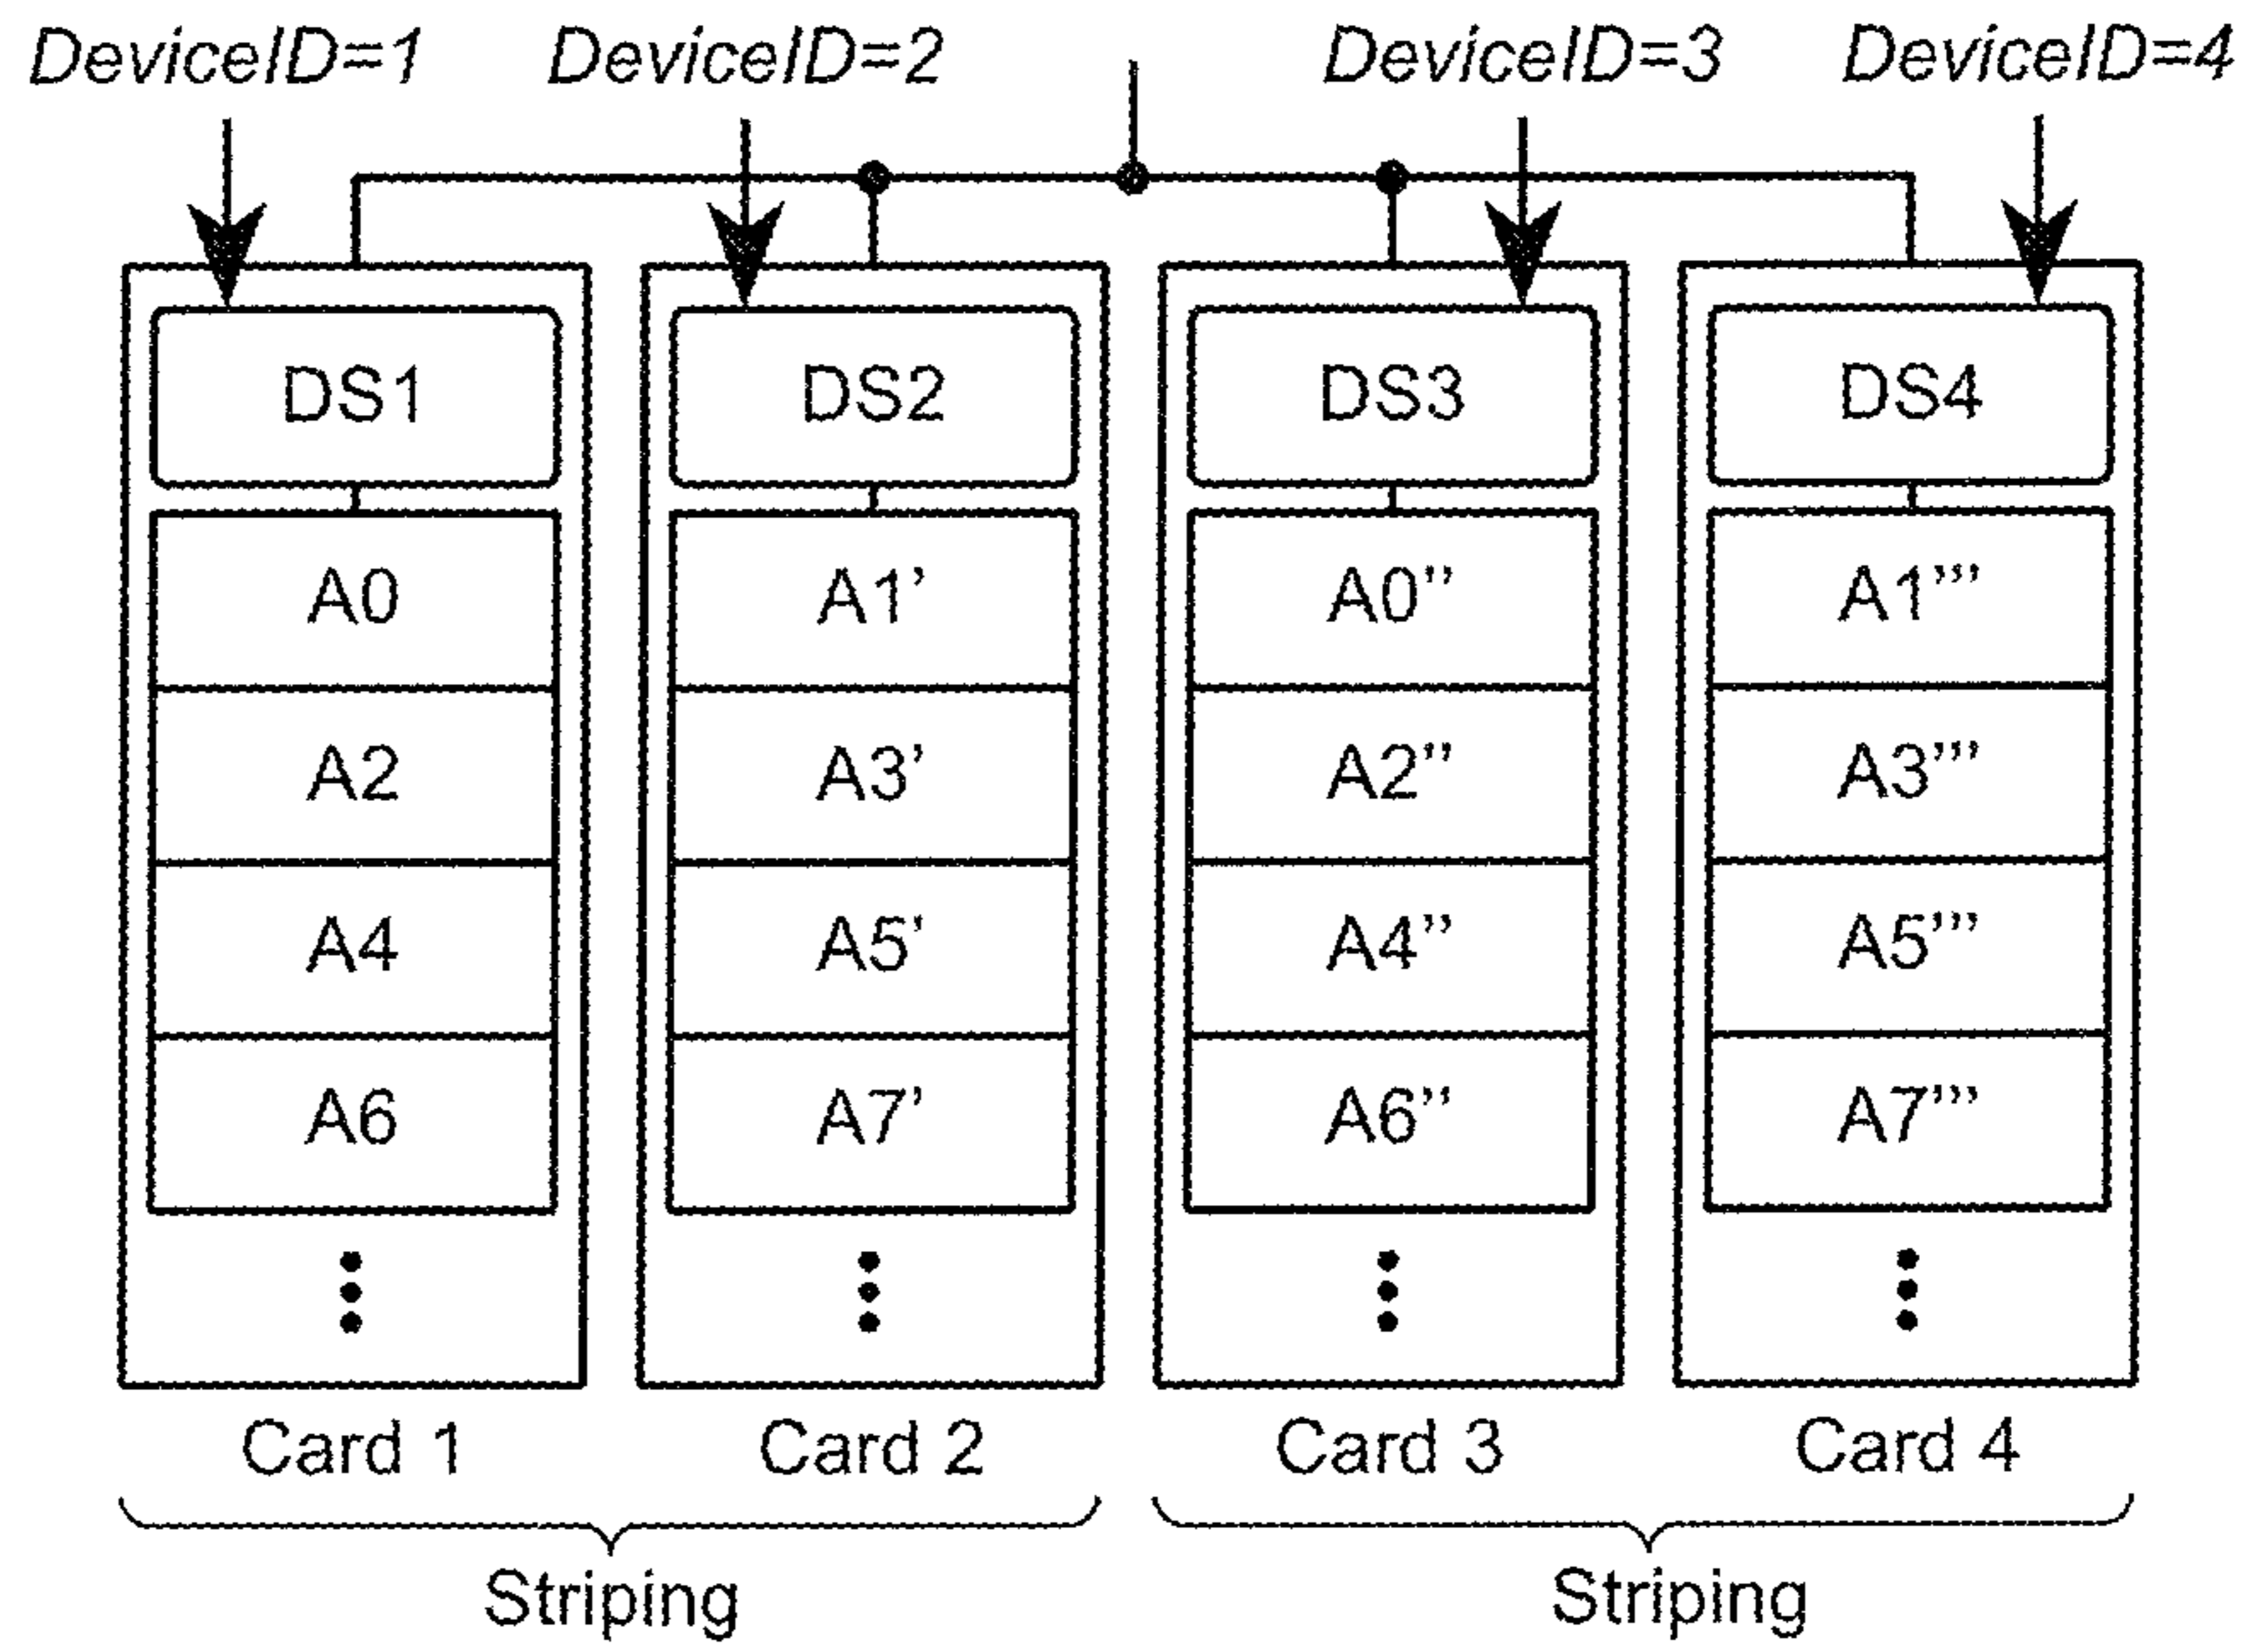 DeviceID=1 DeviceID=2 DeviceID=3 DeviceID=4
DS1 DS2 DS3 DS4
A0 A1’ A0” A1’”
A2 A3’ A2” A3’”
A4 A5’ A4” A5’”
A6 A7’ A6” A7’”
Card 1 Card 2 Card 3 Card 4
Striping Striping